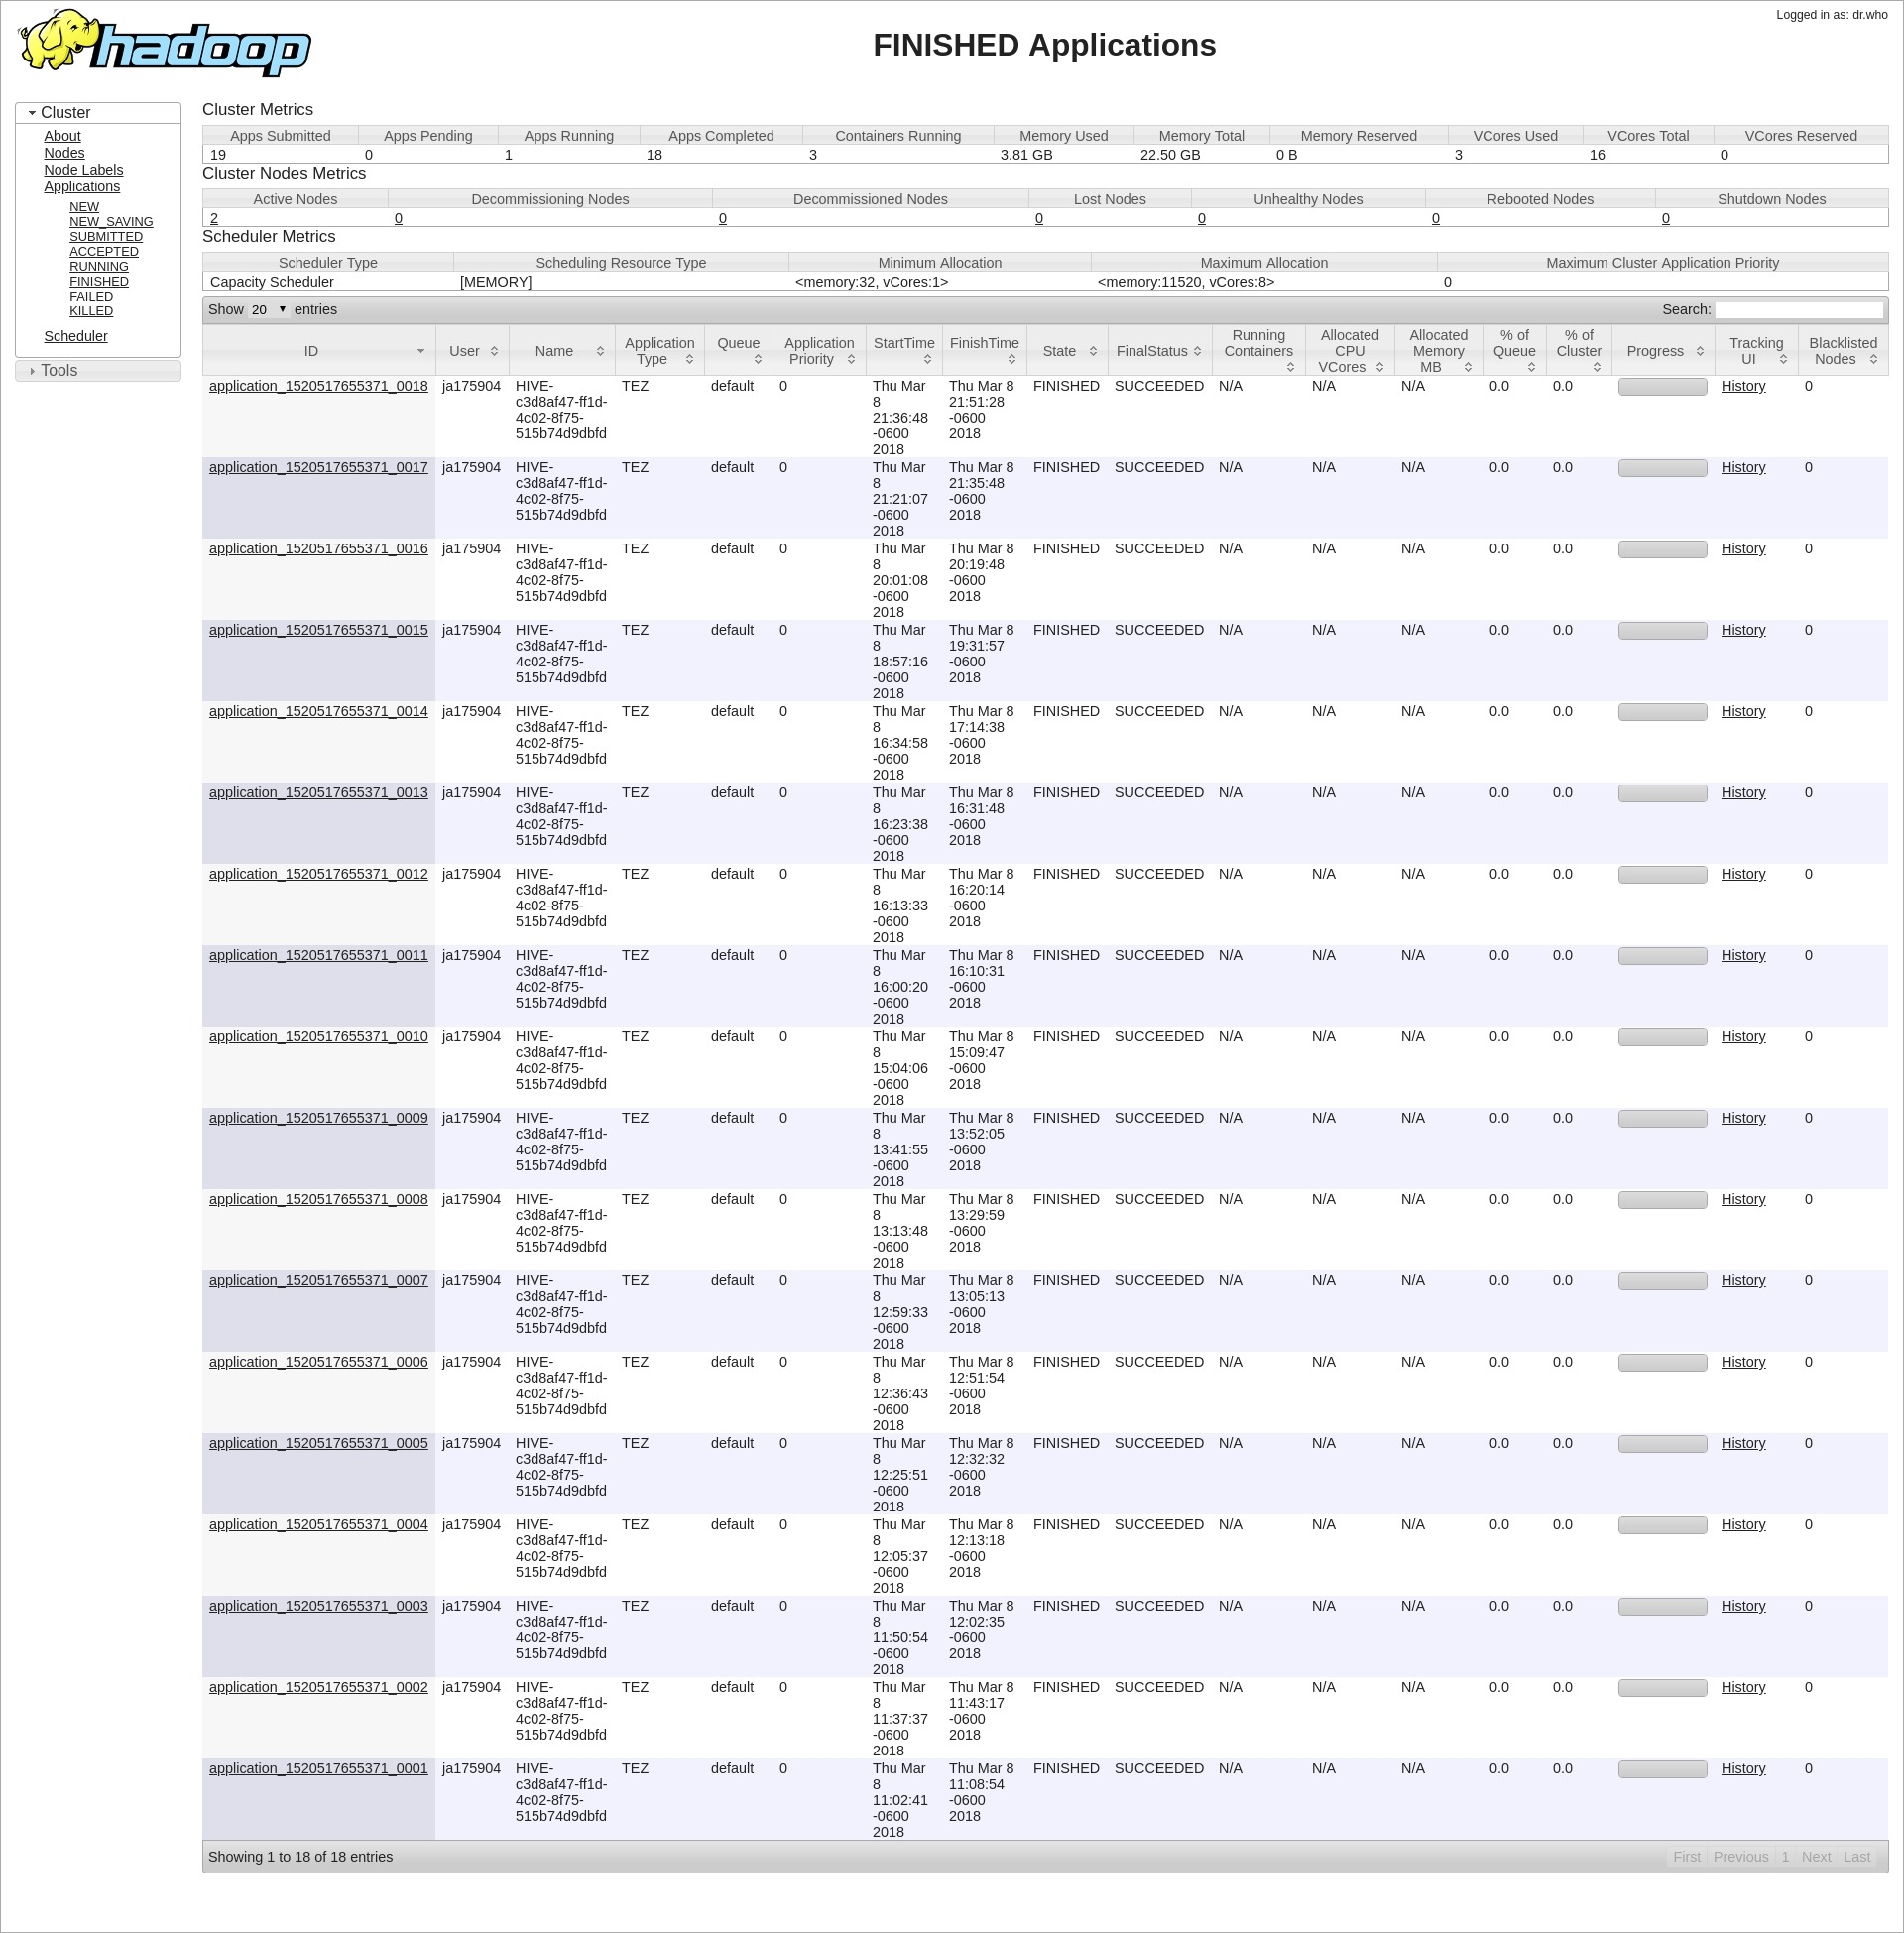 Logged in as: dr.who
hadoop
FINISHED Applications
Cluster
About
Nodes
Node Labels
Applications
NEW
NEW_SAVING
SUBMITTED
ACCEPTED
RUNNING
FINISHED
FAILED
KILLED
Scheduler
Tools
Cluster Metrics
Apps Submitted Apps Pending Apps Running Apps Completed Containers Running Memory Used Memory Total Memory Reserved VCores Used VCores Total VCores Reserved
19 0 1 18 3 3.81 GB 22.50 GB 0 B 3 16 0
Cluster Nodes Metrics
Active Nodes Decommissioning Nodes Decommissioned Nodes Lost Nodes Unhealthy Nodes Rebooted Nodes Shutdown Nodes
2 0 0 0 0 0 0
Scheduler Metrics
Scheduler Type Scheduling Resource Type Minimum Allocation Maximum Allocation Maximum Cluster Application Priority
Capacity Scheduler [MEMORY] <memory:32, vCores:1> <memory:11520, vCores:8> 0
Show 20 entries Search:
ID User Name Application Type Queue Application Priority StartTime FinishTime State FinalStatus Running Containers Allocated CPU VCores Allocated Memory MB % of Queue % of Cluster Progress Tracking UI Blacklisted Nodes
application_1520517655371_0018 ja175904 HIVE-c3d8af47-ff1d-4c02-8f75-515b74d9dbfd TEZ default 0 Thu Mar 8 21:36:48 -0600 2018 Thu Mar 8 21:51:28 -0600 2018 FINISHED SUCCEEDED N/A N/A N/A 0.0 0.0 History 0
application_1520517655371_0017 ja175904 HIVE-c3d8af47-ff1d-4c02-8f75-515b74d9dbfd TEZ default 0 Thu Mar 8 21:21:07 -0600 2018 Thu Mar 8 21:35:48 -0600 2018 FINISHED SUCCEEDED N/A N/A N/A 0.0 0.0 History 0
application_1520517655371_0016 ja175904 HIVE-c3d8af47-ff1d-4c02-8f75-515b74d9dbfd TEZ default 0 Thu Mar 8 20:01:08 -0600 2018 Thu Mar 8 20:19:48 -0600 2018 FINISHED SUCCEEDED N/A N/A N/A 0.0 0.0 History 0
application_1520517655371_0015 ja175904 HIVE-c3d8af47-ff1d-4c02-8f75-515b74d9dbfd TEZ default 0 Thu Mar 8 18:57:16 -0600 2018 Thu Mar 8 19:31:57 -0600 2018 FINISHED SUCCEEDED N/A N/A N/A 0.0 0.0 History 0
application_1520517655371_0014 ja175904 HIVE-c3d8af47-ff1d-4c02-8f75-515b74d9dbfd TEZ default 0 Thu Mar 8 16:34:58 -0600 2018 Thu Mar 8 17:14:38 -0600 2018 FINISHED SUCCEEDED N/A N/A N/A 0.0 0.0 History 0
application_1520517655371_0013 ja175904 HIVE-c3d8af47-ff1d-4c02-8f75-515b74d9dbfd TEZ default 0 Thu Mar 8 16:23:38 -0600 2018 Thu Mar 8 16:31:48 -0600 2018 FINISHED SUCCEEDED N/A N/A N/A 0.0 0.0 History 0
application_1520517655371_0012 ja175904 HIVE-c3d8af47-ff1d-4c02-8f75-515b74d9dbfd TEZ default 0 Thu Mar 8 16:13:33 -0600 2018 Thu Mar 8 16:20:14 -0600 2018 FINISHED SUCCEEDED N/A N/A N/A 0.0 0.0 History 0
application_1520517655371_0011 ja175904 HIVE-c3d8af47-ff1d-4c02-8f75-515b74d9dbfd TEZ default 0 Thu Mar 8 16:00:20 -0600 2018 Thu Mar 8 16:10:31 -0600 2018 FINISHED SUCCEEDED N/A N/A N/A 0.0 0.0 History 0
application_1520517655371_0010 ja175904 HIVE-c3d8af47-ff1d-4c02-8f75-515b74d9dbfd TEZ default 0 Thu Mar 8 15:04:06 -0600 2018 Thu Mar 8 15:09:47 -0600 2018 FINISHED SUCCEEDED N/A N/A N/A 0.0 0.0 History 0
application_1520517655371_0009 ja175904 HIVE-c3d8af47-ff1d-4c02-8f75-515b74d9dbfd TEZ default 0 Thu Mar 8 13:41:55 -0600 2018 Thu Mar 8 13:52:05 -0600 2018 FINISHED SUCCEEDED N/A N/A N/A 0.0 0.0 History 0
application_1520517655371_0008 ja175904 HIVE-c3d8af47-ff1d-4c02-8f75-515b74d9dbfd TEZ default 0 Thu Mar 8 13:13:48 -0600 2018 Thu Mar 8 13:29:59 -0600 2018 FINISHED SUCCEEDED N/A N/A N/A 0.0 0.0 History 0
application_1520517655371_0007 ja175904 HIVE-c3d8af47-ff1d-4c02-8f75-515b74d9dbfd TEZ default 0 Thu Mar 8 12:59:33 -0600 2018 Thu Mar 8 13:05:13 -0600 2018 FINISHED SUCCEEDED N/A N/A N/A 0.0 0.0 History 0
application_1520517655371_0006 ja175904 HIVE-c3d8af47-ff1d-4c02-8f75-515b74d9dbfd TEZ default 0 Thu Mar 8 12:36:43 -0600 2018 Thu Mar 8 12:51:54 -0600 2018 FINISHED SUCCEEDED N/A N/A N/A 0.0 0.0 History 0
application_1520517655371_0005 ja175904 HIVE-c3d8af47-ff1d-4c02-8f75-515b74d9dbfd TEZ default 0 Thu Mar 8 12:25:51 -0600 2018 Thu Mar 8 12:32:32 -0600 2018 FINISHED SUCCEEDED N/A N/A N/A 0.0 0.0 History 0
application_1520517655371_0004 ja175904 HIVE-c3d8af47-ff1d-4c02-8f75-515b74d9dbfd TEZ default 0 Thu Mar 8 12:05:37 -0600 2018 Thu Mar 8 12:13:18 -0600 2018 FINISHED SUCCEEDED N/A N/A N/A 0.0 0.0 History 0
application_1520517655371_0003 ja175904 HIVE-c3d8af47-ff1d-4c02-8f75-515b74d9dbfd TEZ default 0 Thu Mar 8 11:50:54 -0600 2018 Thu Mar 8 12:02:35 -0600 2018 FINISHED SUCCEEDED N/A N/A N/A 0.0 0.0 History 0
application_1520517655371_0002 ja175904 HIVE-c3d8af47-ff1d-4c02-8f75-515b74d9dbfd TEZ default 0 Thu Mar 8 11:37:37 -0600 2018 Thu Mar 8 11:43:17 -0600 2018 FINISHED SUCCEEDED N/A N/A N/A 0.0 0.0 History 0
application_1520517655371_0001 ja175904 HIVE-c3d8af47-ff1d-4c02-8f75-515b74d9dbfd TEZ default 0 Thu Mar 8 11:02:41 -0600 2018 Thu Mar 8 11:08:54 -0600 2018 FINISHED SUCCEEDED N/A N/A N/A 0.0 0.0 History 0
Showing 1 to 18 of 18 entries First Previous 1 Next Last